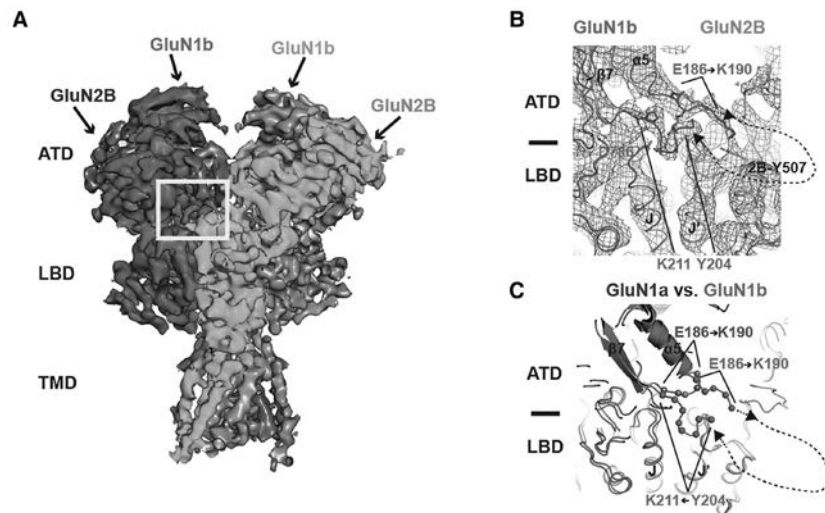 A
GluN1b
GluN1b
GluN2B
GluN2B
ATD
LBD
TMD
B
GluN1b GluN2B
α5
E186→K190
β7
ATD
LBD
2B-Y507
J
J'
K211 Y204
C
GluN1a vs. GluN1b
E186→K190
β7
α5
E186→K190
ATD
LBD
J
J'
K211←Y204